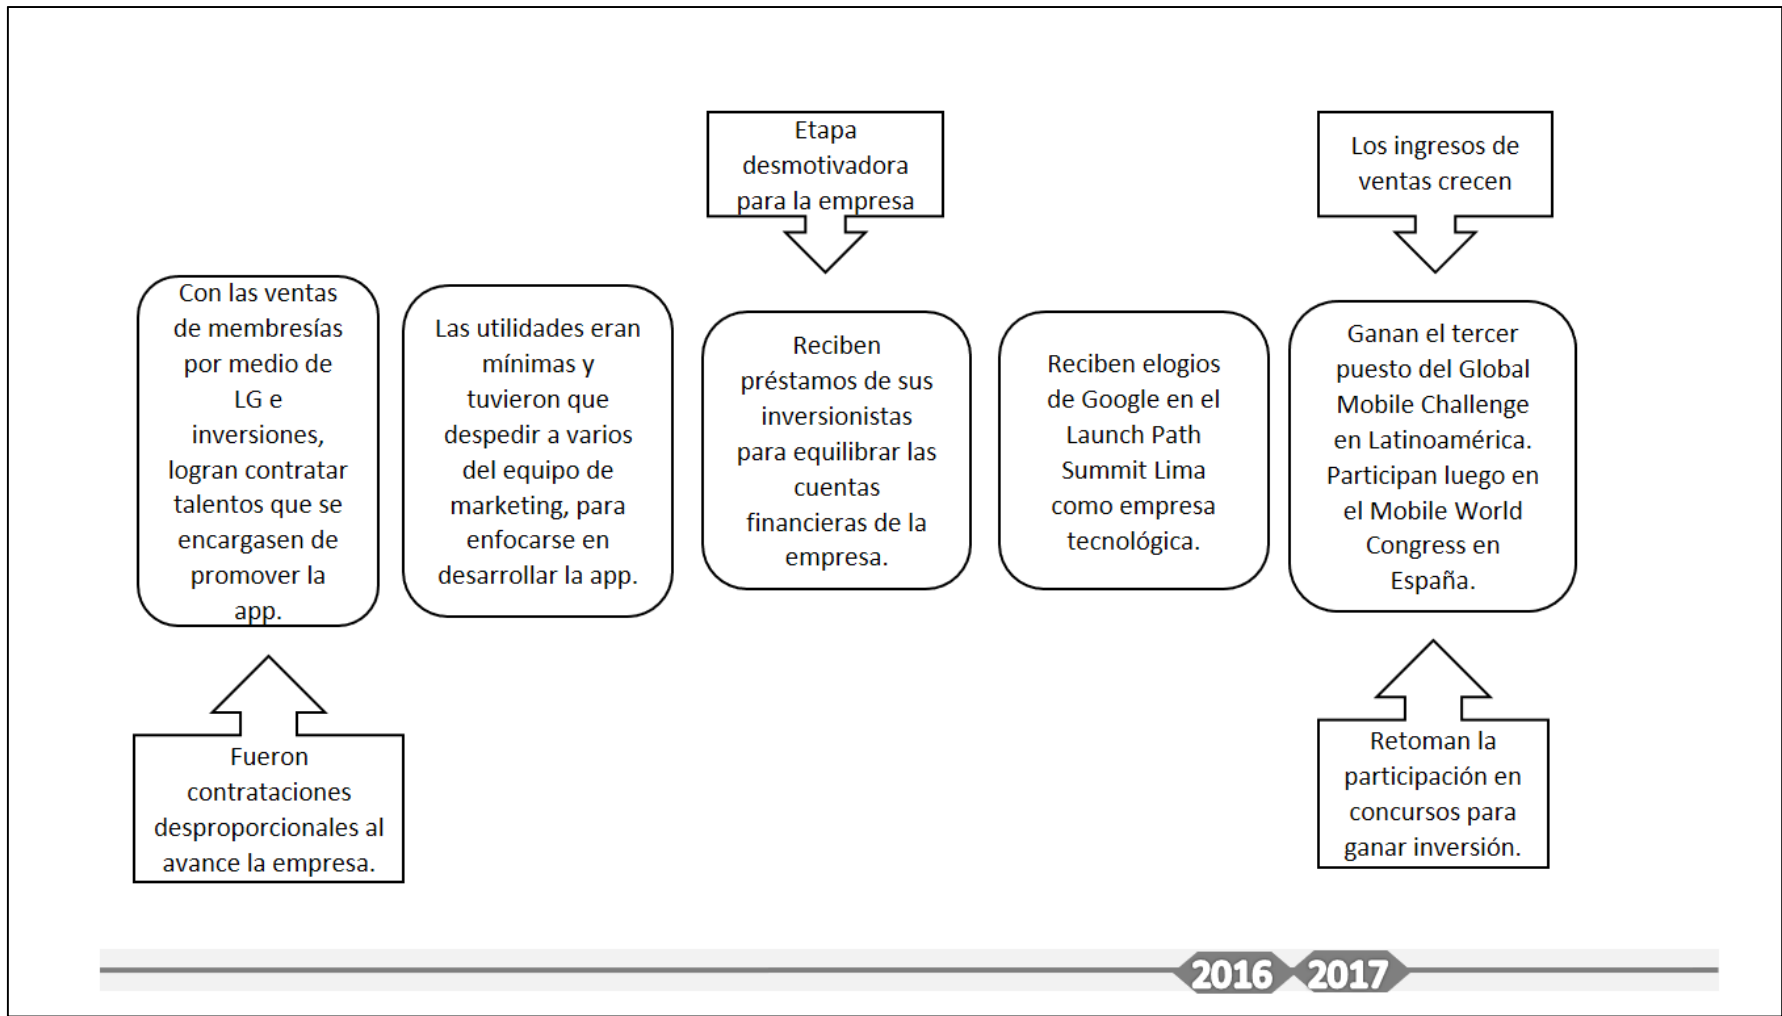 Etapa
desmotivadora
para la empresa
Los ingresos de
ventas crecen
Con las ventas
de membresías
por medio de
LG e
inversiones,
logran contratar
talentos que se
encargasen de
promover la
app.
Las utilidades eran
mínimas y
tuvieron que
despedir a varios
del equipo de
marketing, para
enfocarse en
desarrollar la app.
Reciben
préstamos de sus
inversionistas
para equilibrar las
cuentas
financieras de la
empresa.
Reciben elogios
de Google en el
Launch Path
Summit Lima
como empresa
tecnológica.
Ganan el tercer
puesto del Global
Mobile Challenge
en Latinoamérica.
Participan luego en
el Mobile World
Congress en
España.
Fueron
contrataciones
desproporcionales al
avance la empresa.
Retoman la
participación en
concursos para
ganar inversión.
2016
2017